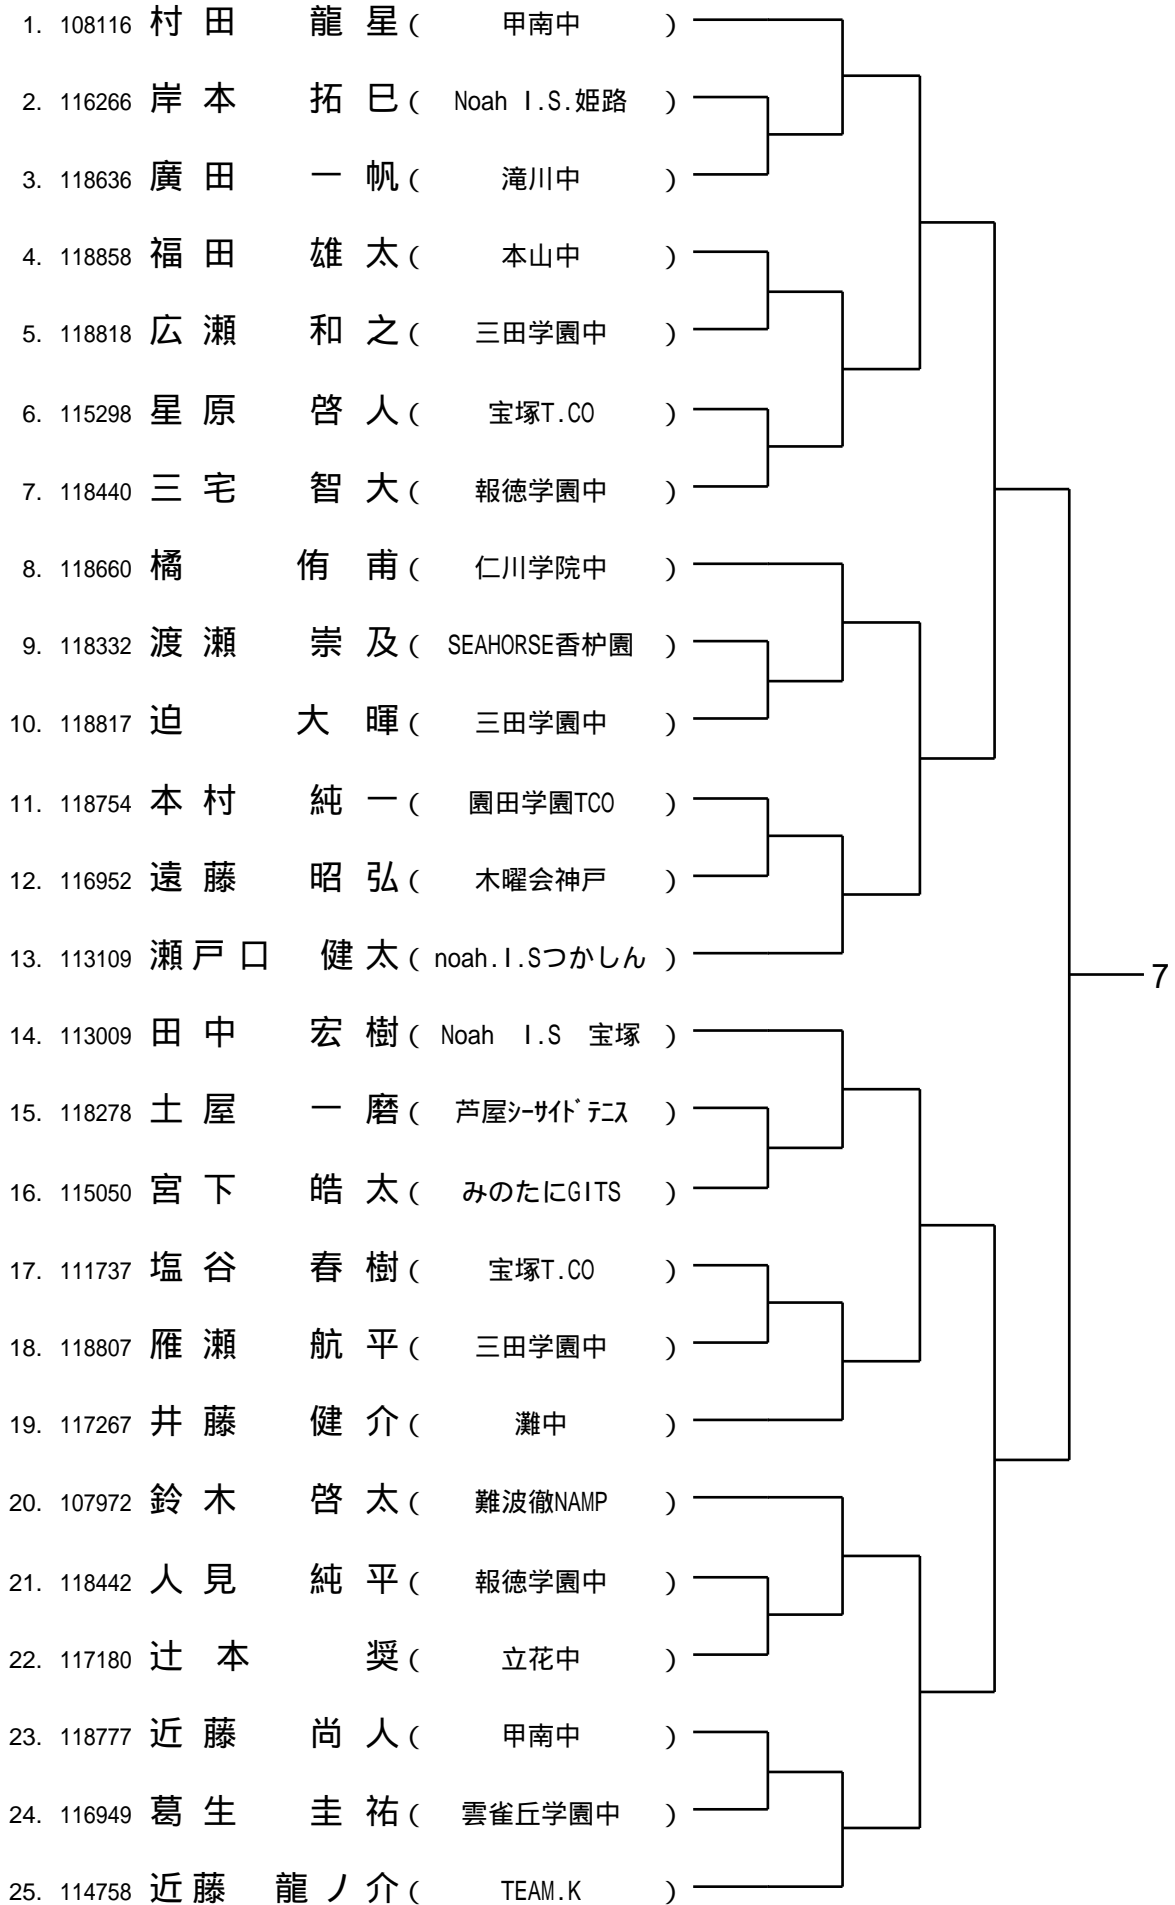 1. 108116 村田 龍星 ( 甲南中 )
2. 116266 岸本 拓巳 ( Noah I.S.姫路 )
3. 118636 廣田 一帆 ( 滝川中 )
4. 118858 福田 雄太 ( 本山中 )
5. 118818 広瀬 和之 ( 三田学園中 )
6. 115298 星原 啓人 ( 宝塚T.CO )
7. 118440 三宅 智大 ( 報徳学園中 )
8. 118660 橘 侑甫 ( 仁川学院中 )
9. 118332 渡瀬 崇及 ( SEAHORSE香枦園 )
10. 118817 迫 大暉 ( 三田学園中 )
11. 118754 本村 純一 ( 園田学園TCO )
12. 116952 遠藤 昭弘 ( 木曜会神戸 )
13. 113109 瀬戸口 健太 ( noah.I.Sつかしん )
7
14. 113009 田中 宏樹 ( Noah I.S 宝塚 )
15. 118278 土屋 一磨 ( 芦屋ｼｰｻｲﾄﾞﾃﾆｽ )
16. 115050 宮下 皓太 ( みのたにGITS )
17. 111737 塩谷 春樹 ( 宝塚T.CO )
18. 118807 雁瀬 航平 ( 三田学園中 )
19. 117267 井藤 健介 ( 灘中 )
20. 107972 鈴木 啓太 ( 難波徹NAMP )
21. 118442 人見 純平 ( 報徳学園中 )
22. 117180 辻本 奨 ( 立花中 )
23. 118777 近藤 尚人 ( 甲南中 )
24. 116949 葛生 圭祐 ( 雲雀丘学園中 )
25. 114758 近藤 龍ノ介 ( TEAM.K )